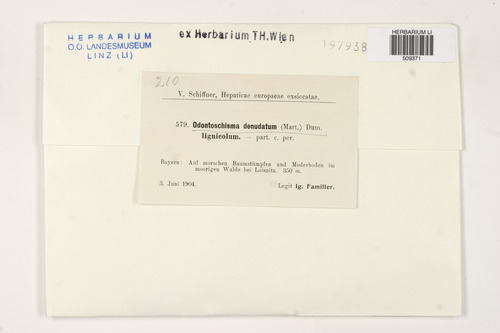 HERBARIUM
O.Ö. LANDESMUSEUM
LINZ (LI)
ex Herbarium TH.Wien
197938
HERBARIUM LI
509371
210
V. Schiffner, Hepaticae europaeae exsiccatae.
579. Odontoschisma denudatum (Mart.) Dum.
lignicolum. — part. c. per.
Bayern: Auf morschen Baumstümpfen und Moderboden im
moorigen Walde bei Loisnitz. 350 m.
3. Juni 1904. Legit Ig. Familler.